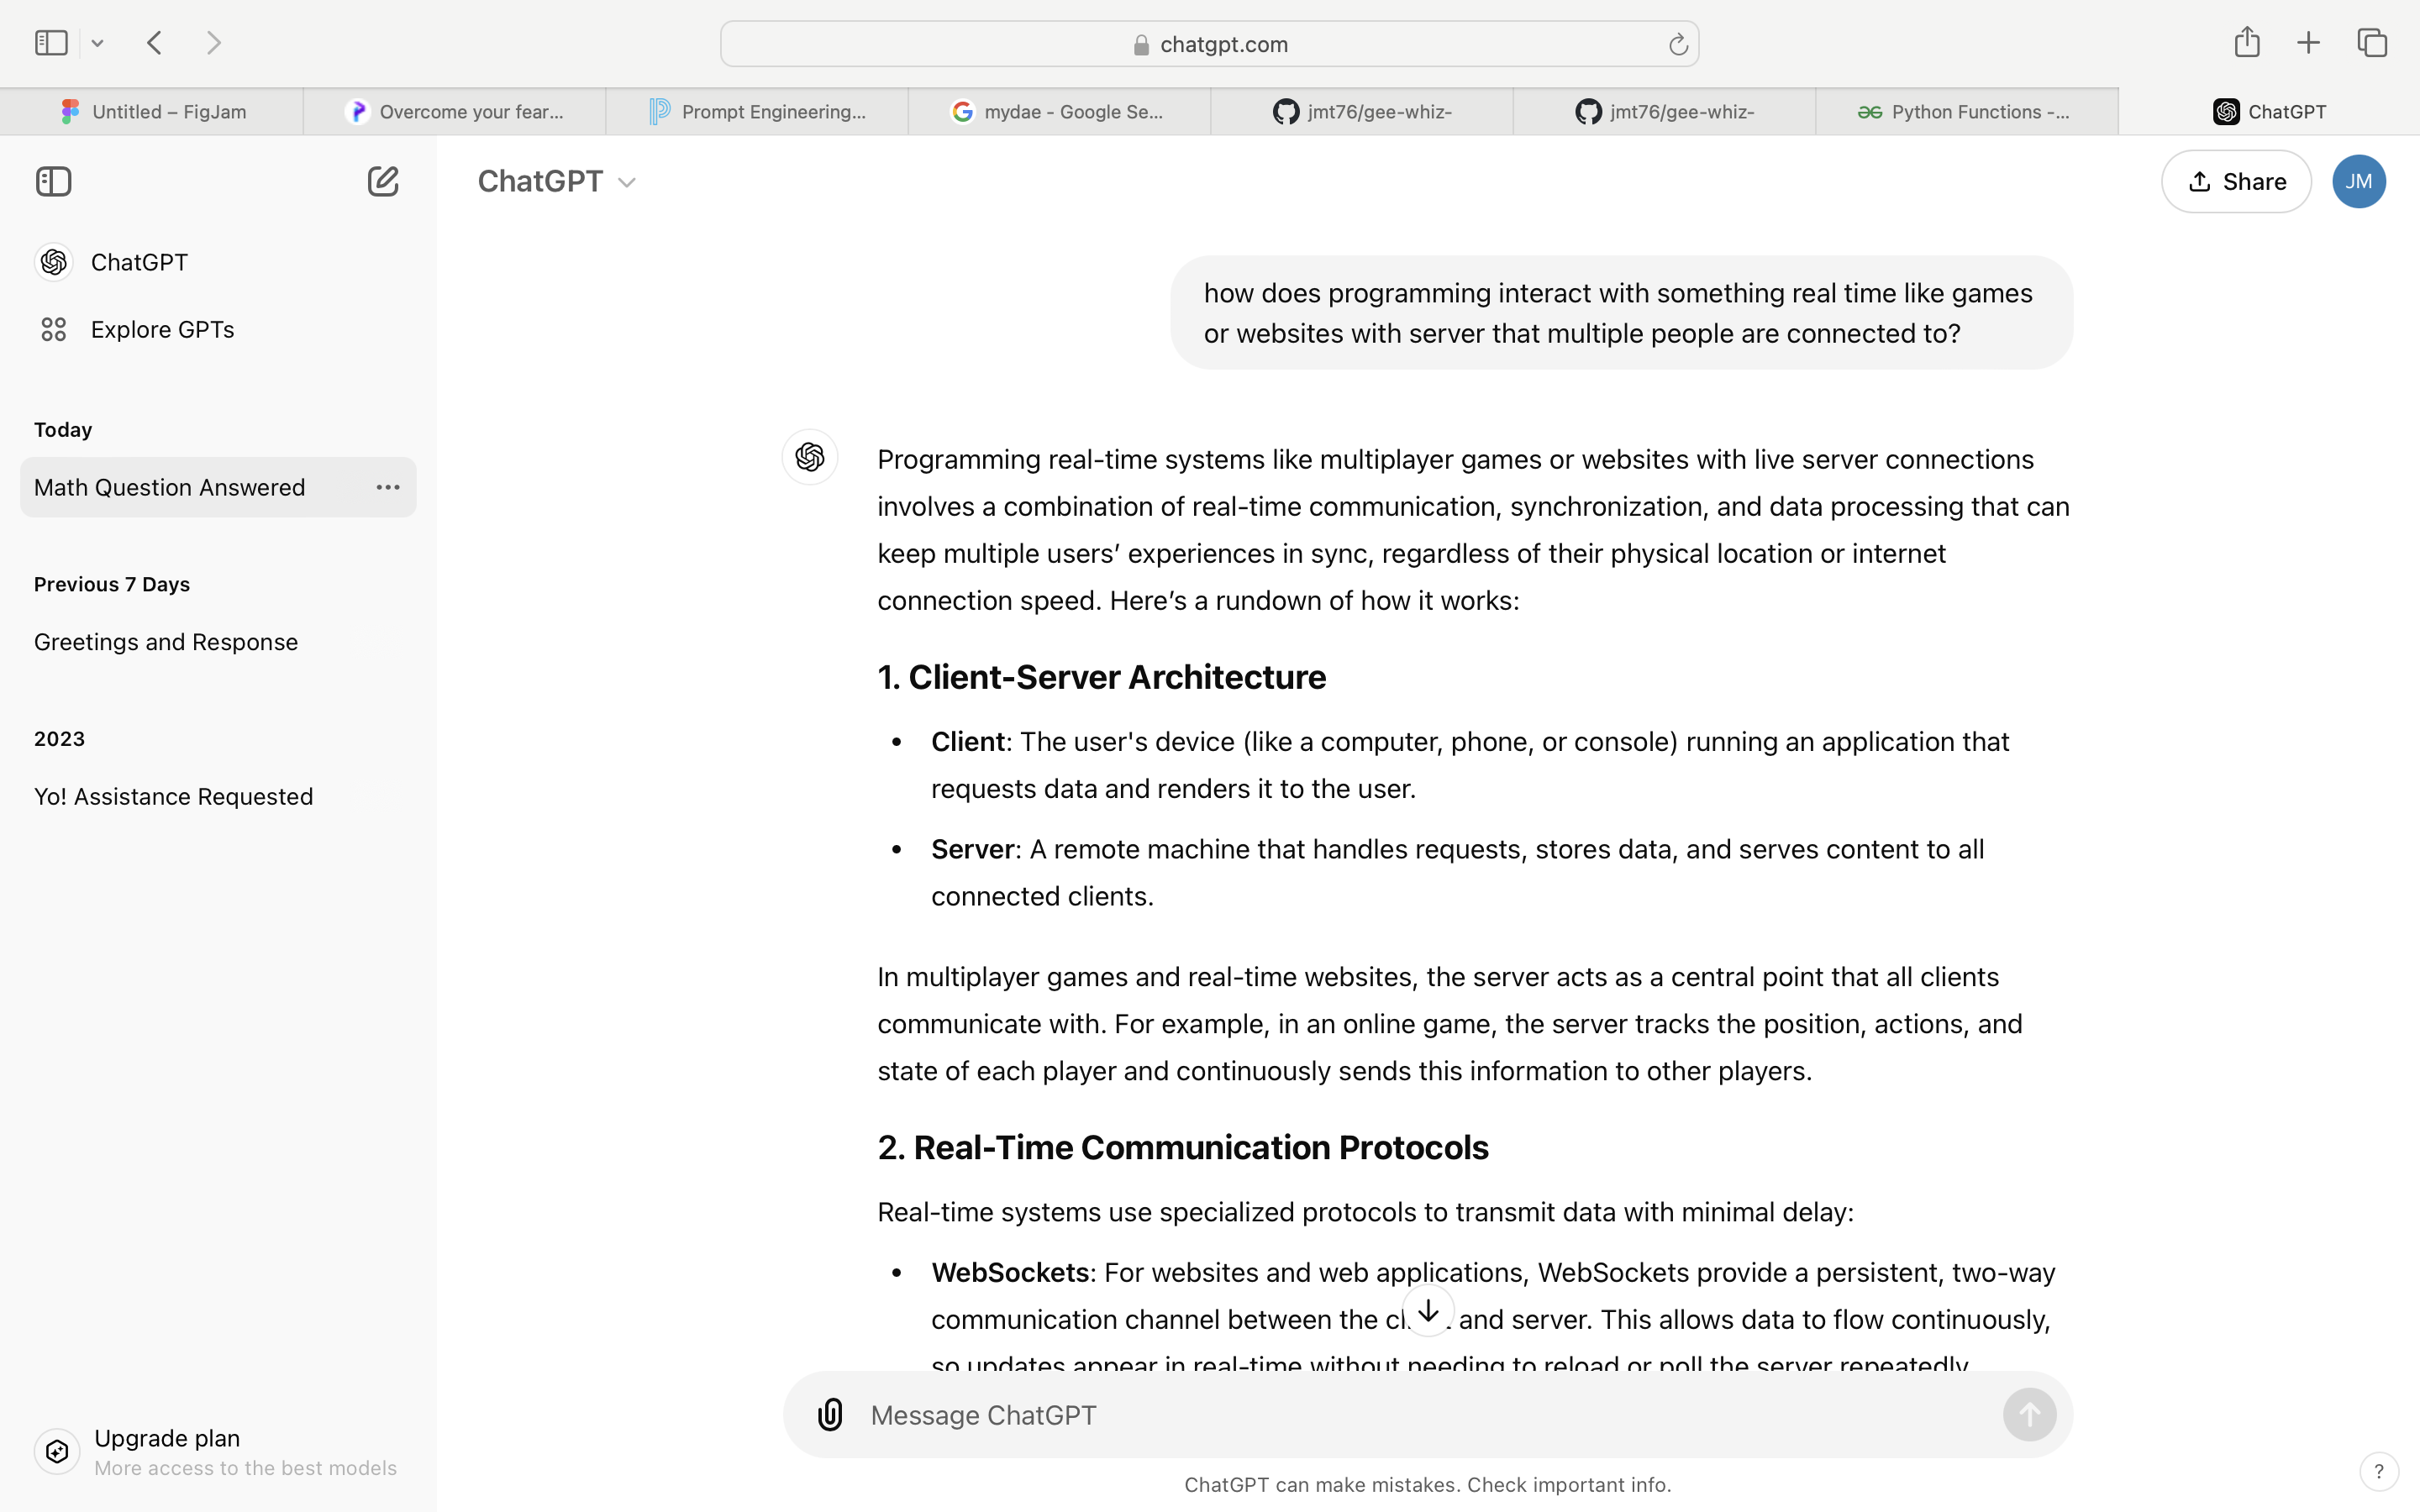 chatgpt.com
Untitled – FigJam
Overcome your fear...
Prompt Engineering...
mydae - Google Se...
jmt76/gee-whiz-
jmt76/gee-whiz-
Python Functions -...
ChatGPT
ChatGPT
Share
JM
ChatGPT
Explore GPTs
Today
Math Question Answered
Previous 7 Days
Greetings and Response
2023
Yo! Assistance Requested
Upgrade plan
More access to the best models
how does programming interact with something real time like games
or websites with server that multiple people are connected to?
Programming real-time systems like multiplayer games or websites with live server connections
involves a combination of real-time communication, synchronization, and data processing that can
keep multiple users’ experiences in sync, regardless of their physical location or internet
connection speed. Here’s a rundown of how it works:
1. Client-Server Architecture
• Client: The user's device (like a computer, phone, or console) running an application that
requests data and renders it to the user.
• Server: A remote machine that handles requests, stores data, and serves content to all
connected clients.
In multiplayer games and real-time websites, the server acts as a central point that all clients
communicate with. For example, in an online game, the server tracks the position, actions, and
state of each player and continuously sends this information to other players.
2. Real-Time Communication Protocols
Real-time systems use specialized protocols to transmit data with minimal delay:
• WebSockets: For websites and web applications, WebSockets provide a persistent, two-way
communication channel between the and server. This allows data to flow continuously,
so updates appear in real-time without needing to reload or poll the server repeatedly
Message ChatGPT
ChatGPT can make mistakes. Check important info.
?